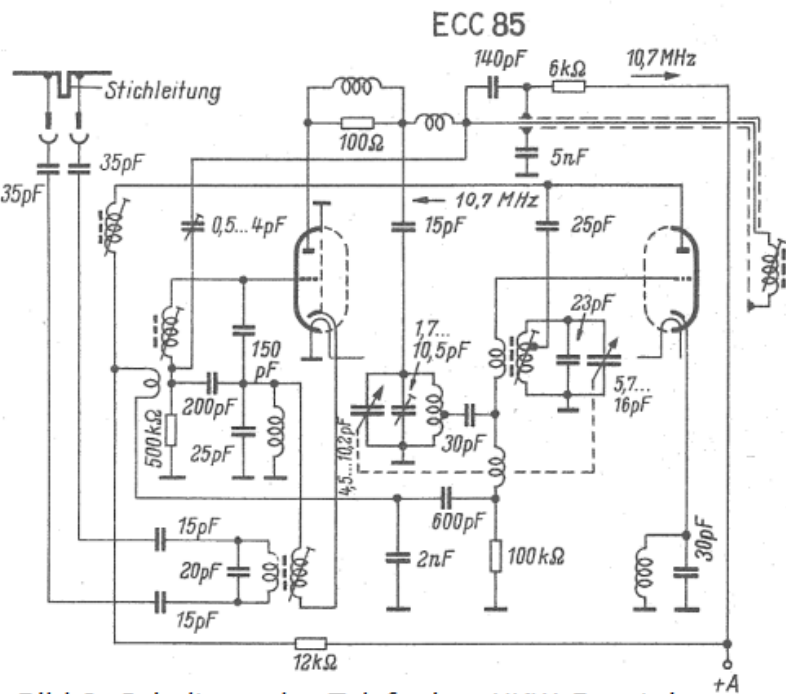 ECC 85
140pF
6kΩ
10,7 MHz
Stichleitung
100Ω
5nF
35pF
35pF
10,7 MHz
0,5...4pF
15pF
25pF
1,7...
10,5pF
23pF
150
pF
200pF
500kΩ
25pF
4,5...10,2pF
30pF
5,7...
16pF
600pF
15pF
20pF
2nF
100kΩ
30pF
15pF
12kΩ
+A